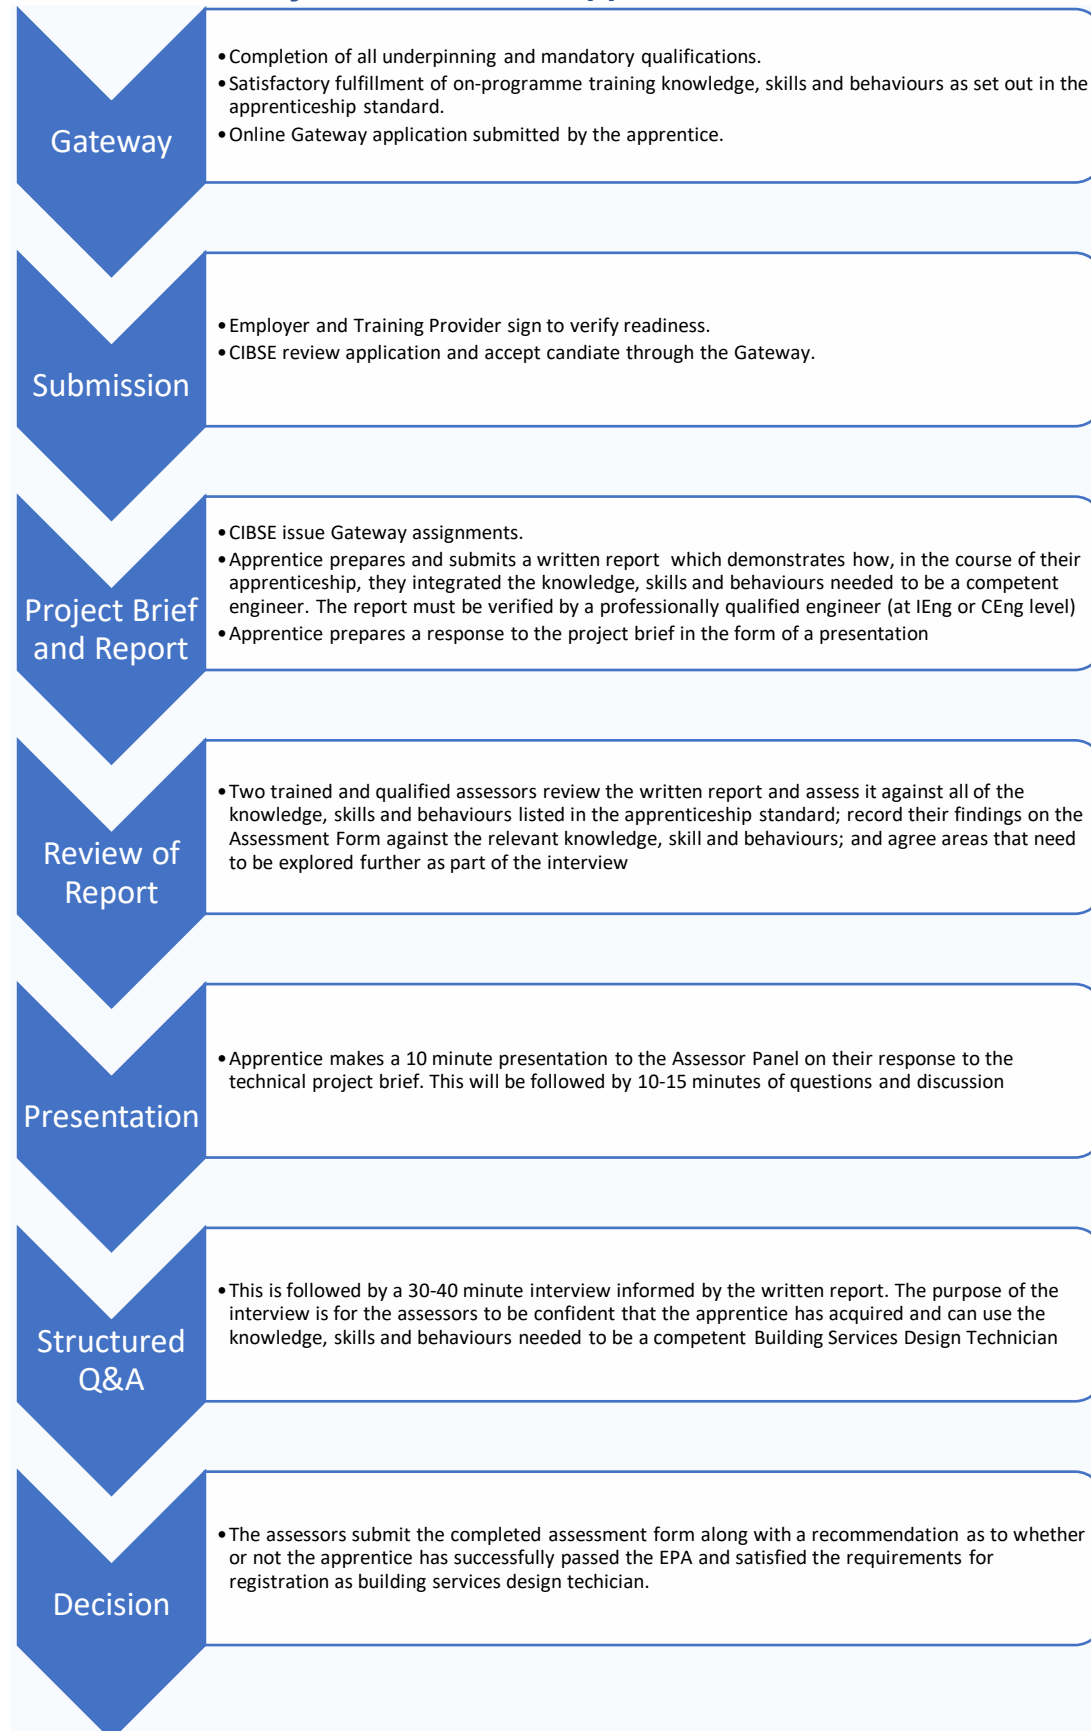 Gateway
•Completion of all underpinning and mandatory qualifications.
•Satisfactory fulfillment of on-programme training knowledge, skills and behaviours as set out in the
apprenticeship standard.
•Online Gateway application submitted by the apprentice.
Submission
•Employer and Training Provider sign to verify readiness.
•CIBSE review application and accept candiate through the Gateway.
Project Brief
and Report
•CIBSE issue Gateway assignments.
•Apprentice prepares and submits a written report which demonstrates how, in the course of their
apprenticeship, they integrated the knowledge, skills and behaviours needed to be a competent
engineer. The report must be verified by a professionally qualified engineer (at IEng or CEng level)
•Apprentice prepares a response to the project brief in the form of a presentation
Review of
Report
•Two trained and qualified assessors review the written report and assess it against all of the
knowledge, skills and behaviours listed in the apprenticeship standard; record their findings on the
Assessment Form against the relevant knowledge, skill and behaviours; and agree areas that need
to be explored further as part of the interview
Presentation
•Apprentice makes a 10 minute presentation to the Assessor Panel on their response to the
technical project brief. This will be followed by 10-15 minutes of questions and discussion
Structured
Q&A
•This is followed by a 30-40 minute interview informed by the written report. The purpose of the
interview is for the assessors to be confident that the apprentice has acquired and can use the
knowledge, skills and behaviours needed to be a competent Building Services Design Technician
Decision
•The assessors submit the completed assessment form along with a recommendation as to whether
or not the apprentice has successfully passed the EPA and satisfied the requirements for
registration as building services design techician.